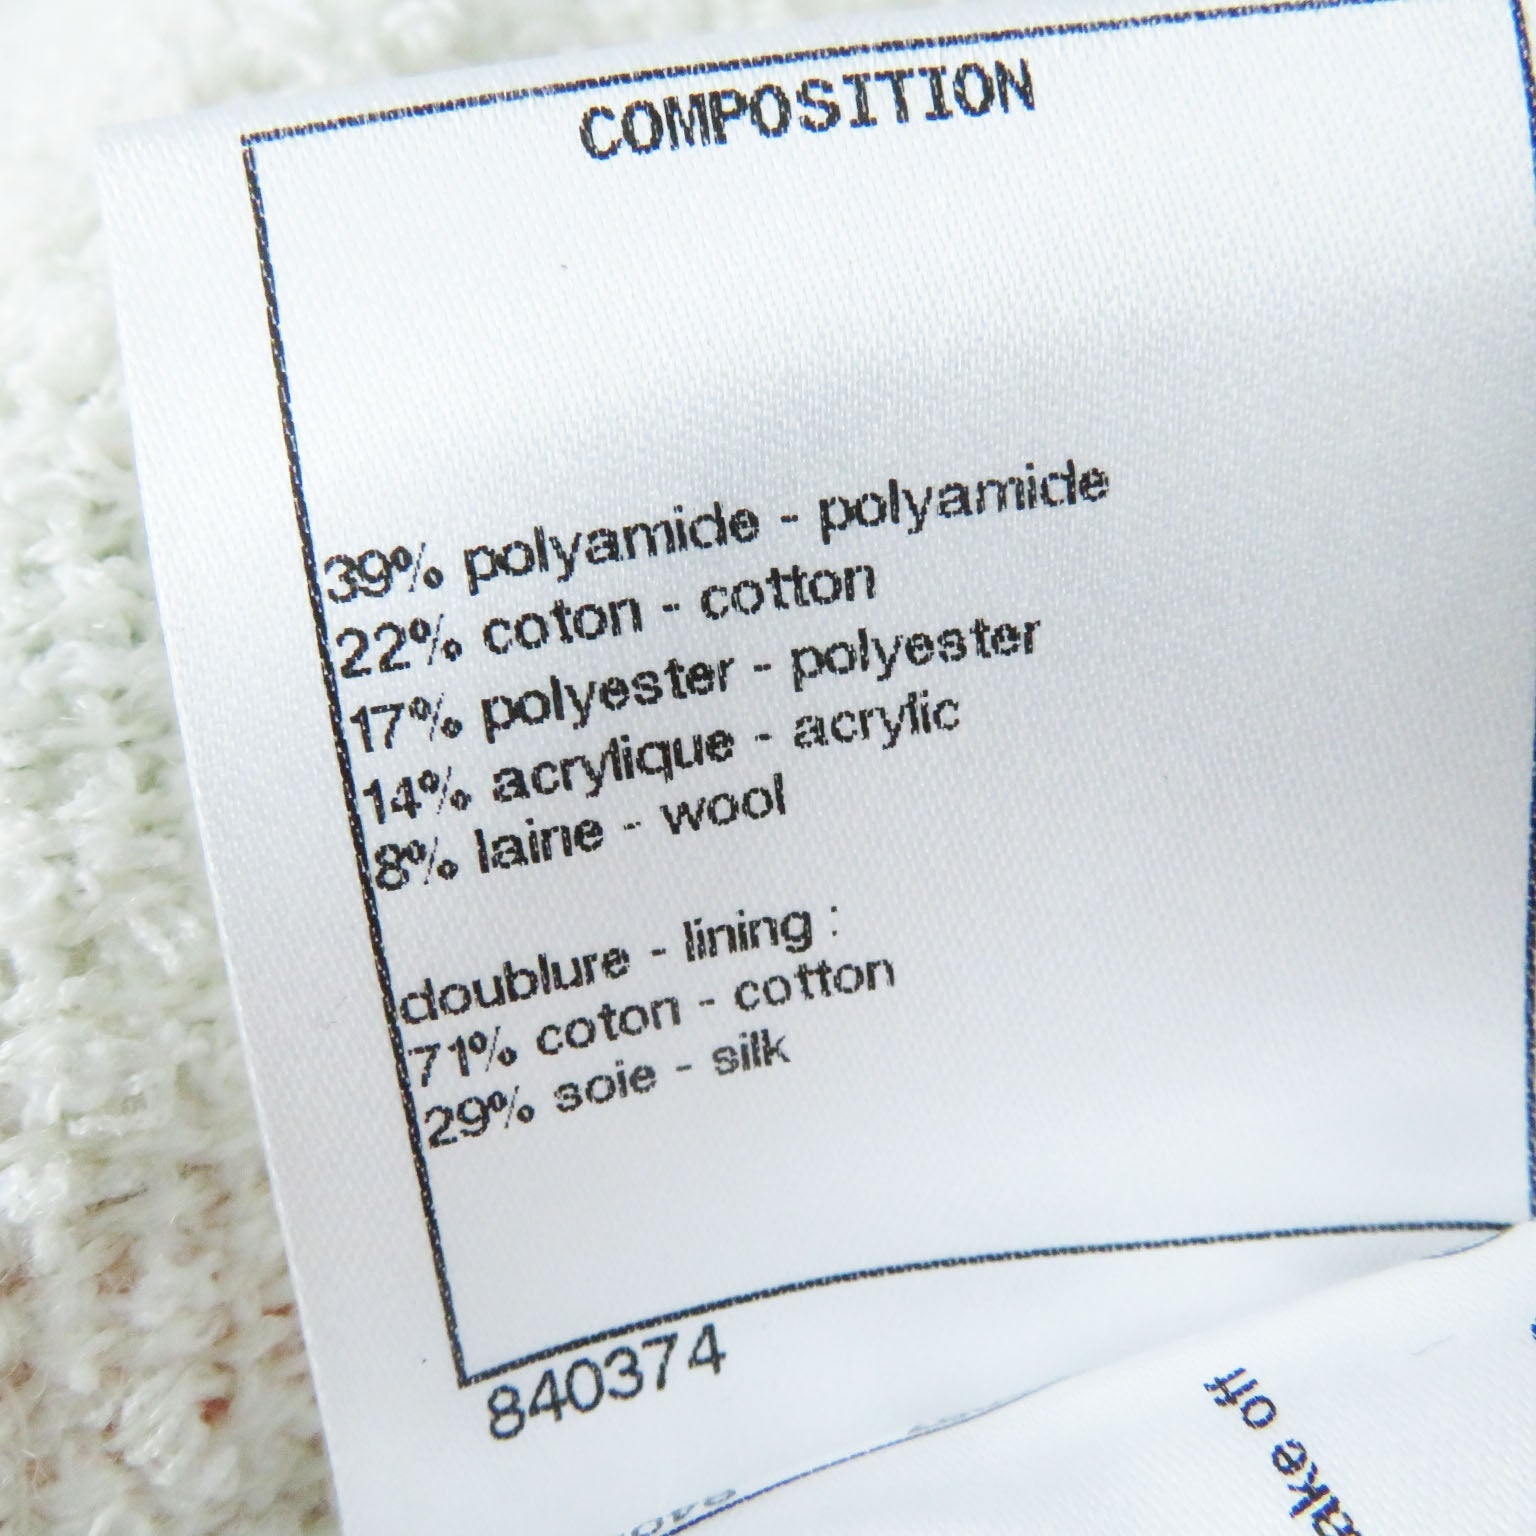 COMPOSITION
39% polyamide - polyamide
22% coton - cotton
17% polyester - polyester
14% acrylique - acrylic
8% laine - wool
doublure - lining :
71% coton - cotton
29% soie - silk
840374
off